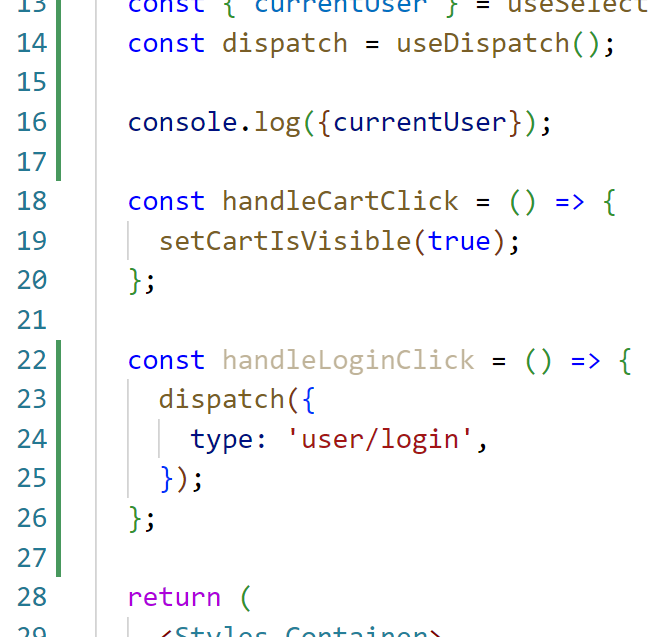 13 const { currentUser } = useSelect
14 const dispatch = useDispatch();
15
16 console.log({currentUser});
17
18 const handleCartClick = () => {
19 setCartIsVisible(true);
20 };
21
22 const handleLoginClick = () => {
23 dispatch({
24 type: 'user/login',
25 });
26 };
27
28 return (
29 <Styles.Container>